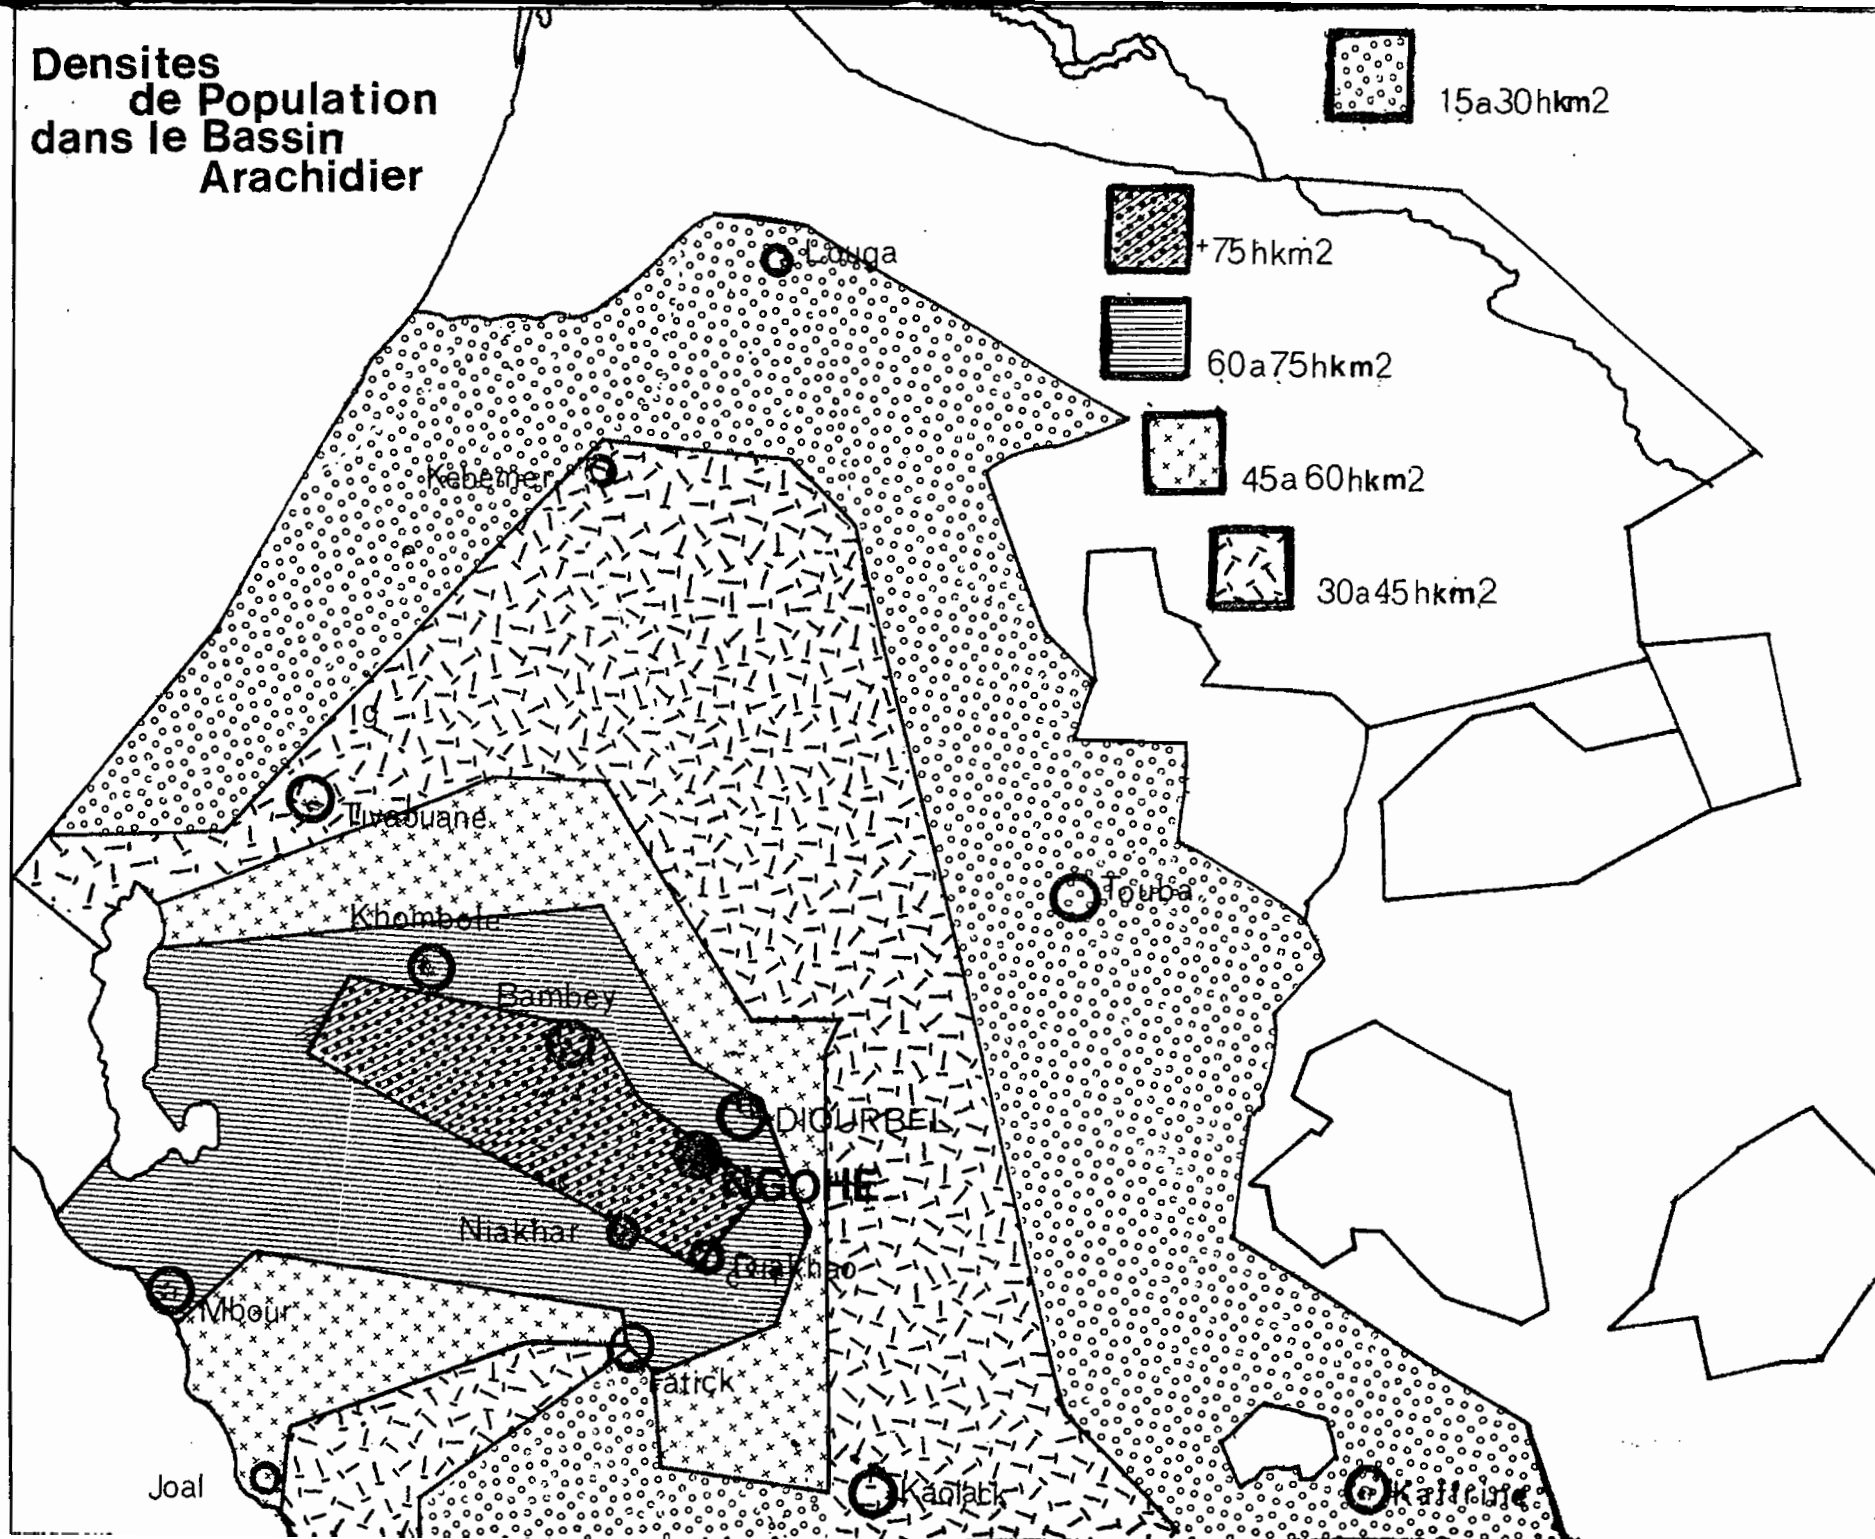 Densites
de Population
dans le Bassin
Arachidier
15a30hkm2
+75hkm2
60a75hkm2
45a60hkm2
30a45hkm2
Louga
Kebemer
Tivaouane
Touba
Khombole
Bambey
DIOURBEL
NGOHE
Niakhar
Diakhao
Mbour
Fatick
Joal
Kaolack
Kaffrine